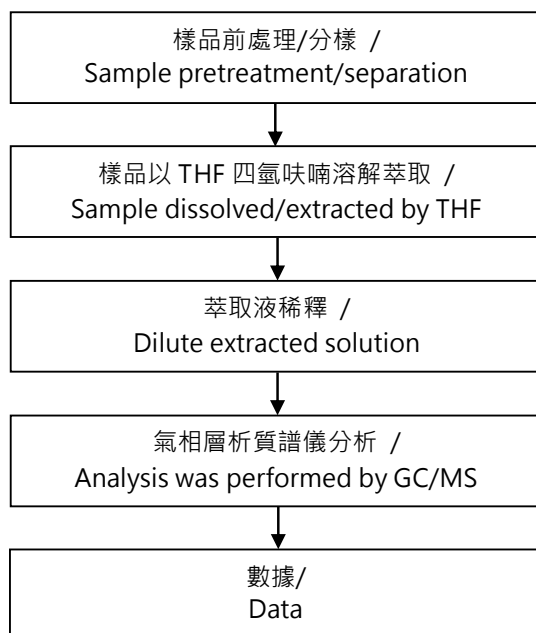 樣品前處理/分樣 /
Sample pretreatment/separation
樣品以 THF 四氫呋喃溶解萃取 /
Sample dissolved/extracted by THF
萃取液稀釋 /
Dilute extracted solution
氣相層析質譜儀分析 /
Analysis was performed by GC/MS
數據/
Data